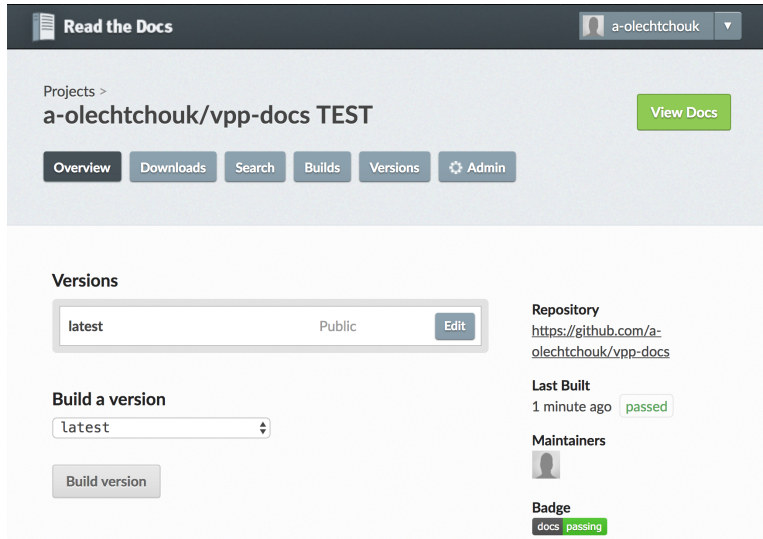 Read the Docs
a-olechtchouk
Projects >
a-olechtchouk/vpp-docs TEST
View Docs
Overview
Downloads
Search
Builds
Versions
Admin
Versions
latest
Public
Edit
Build a version
latest
Build version
Repository
https://github.com/a-
olechtchouk/vpp-docs
Last Built
1 minute ago passed
Maintainers
Badge
docs passing